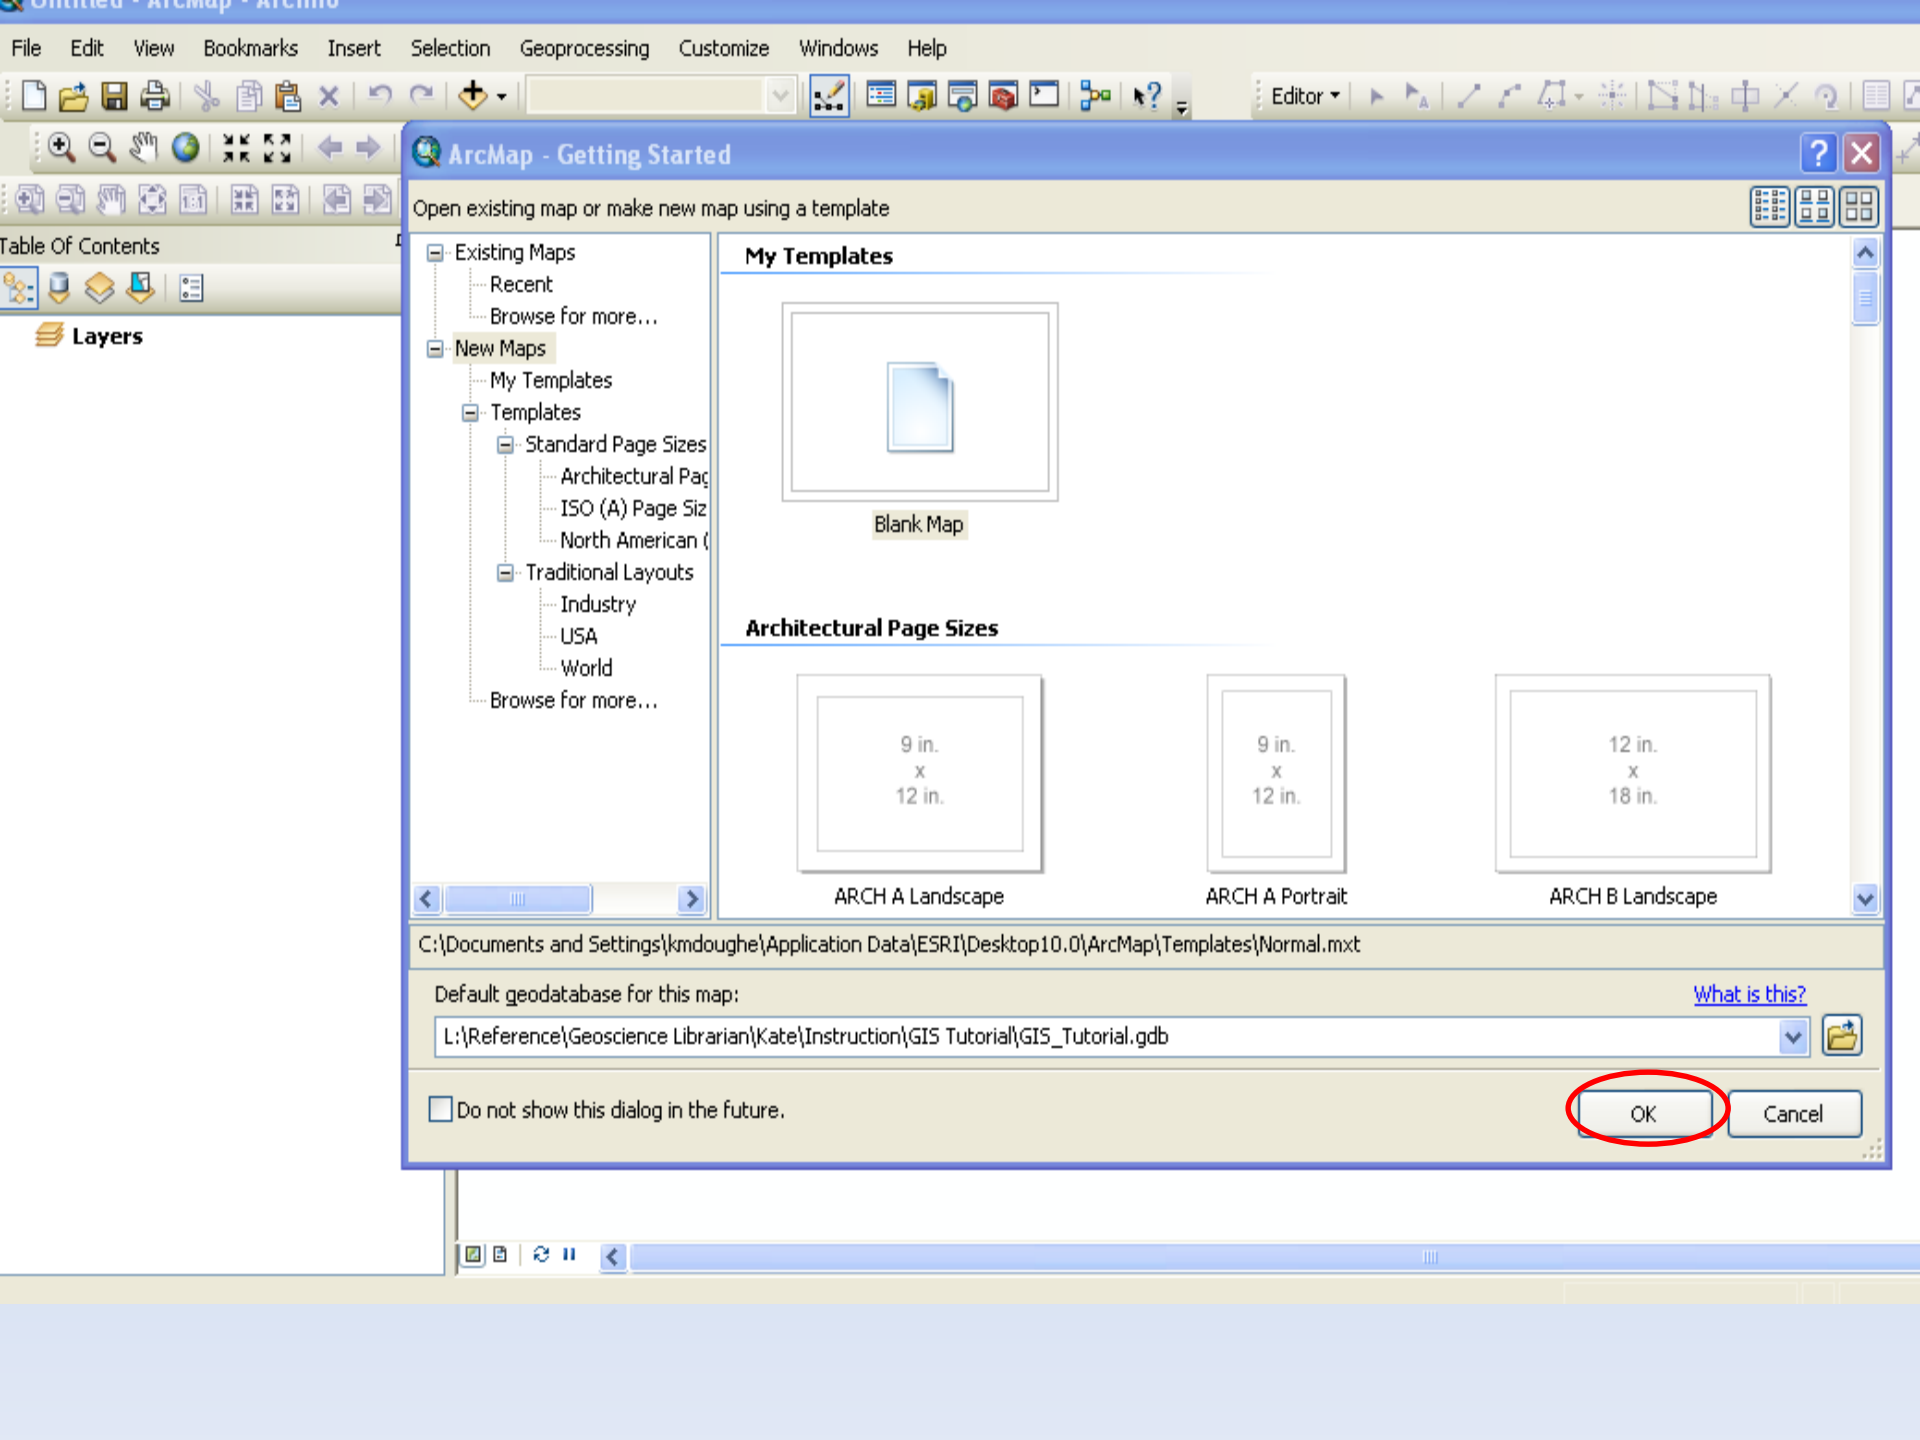 Untitled - ArcMap - ArcInfo
File Edit View Bookmarks Insert Selection Geoprocessing Customize Windows Help
Editor
ArcMap - Getting Started
Open existing map or make new map using a template
Table Of Contents
Layers
Existing Maps
Recent
Browse for more...
New Maps
My Templates
Templates
Standard Page Sizes
Architectural Pag
ISO (A) Page Siz
North American (
Traditional Layouts
Industry
USA
World
Browse for more...
My Templates
Blank Map
Architectural Page Sizes
9 in.
x
12 in.
ARCH A Landscape
9 in.
x
12 in.
ARCH A Portrait
12 in.
x
18 in.
ARCH B Landscape
C:\Documents and Settings\kmdoughe\Application Data\ESRI\Desktop10.0\ArcMap\Templates\Normal.mxt
Default geodatabase for this map:
What is this?
L:\Reference\Geoscience Librarian\Kate\Instruction\GIS Tutorial\GIS_Tutorial.gdb
Do not show this dialog in the future.
OK
Cancel